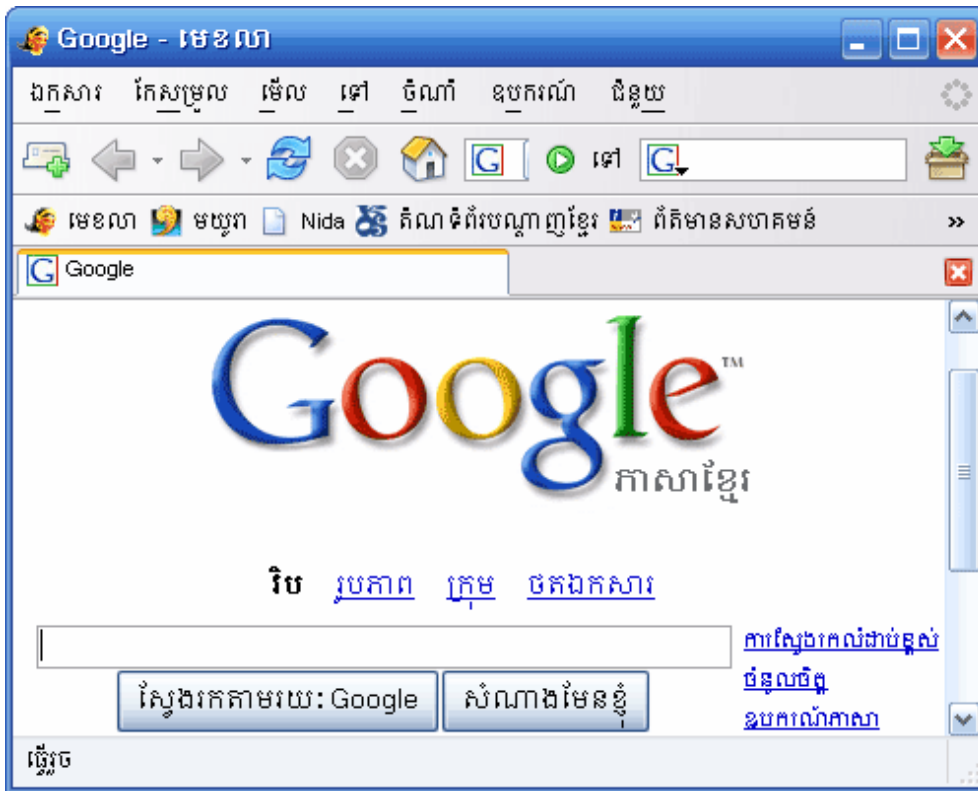 Google - មេខលា
ឯកសារ កែសម្រួល មើល ទៅ ចំណាំ ឧបករណ៍ ជំនួយ
ទៅ
មេខលា មយូរា Nida តំណទំព័របណ្ដាញខ្មែរ ព័ត៌មានសហគមន៍ »
Google
Google™
ភាសាខ្មែរ
វិប រូបភាព ក្រុម ថតឯកសារ
ការស្វែងរកលំដាប់ខ្ពស់
ចំនូលចិត្ត
ឧបករណ៍ភាសា
ស្វែងរកតាមរយៈ Google សំណាងមែនខ្ញុំ
ធ្វើរួច